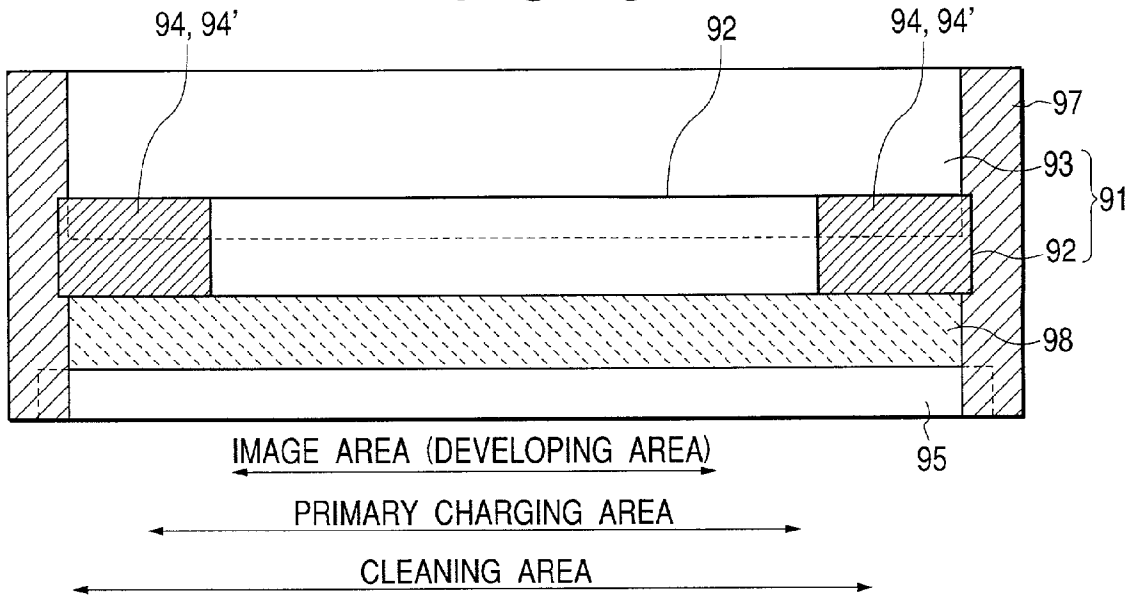 94, 94’ 92 94, 94’
97
93
91
92
98
95
IMAGE AREA (DEVELOPING AREA)
PRIMARY CHARGING AREA
CLEANING AREA